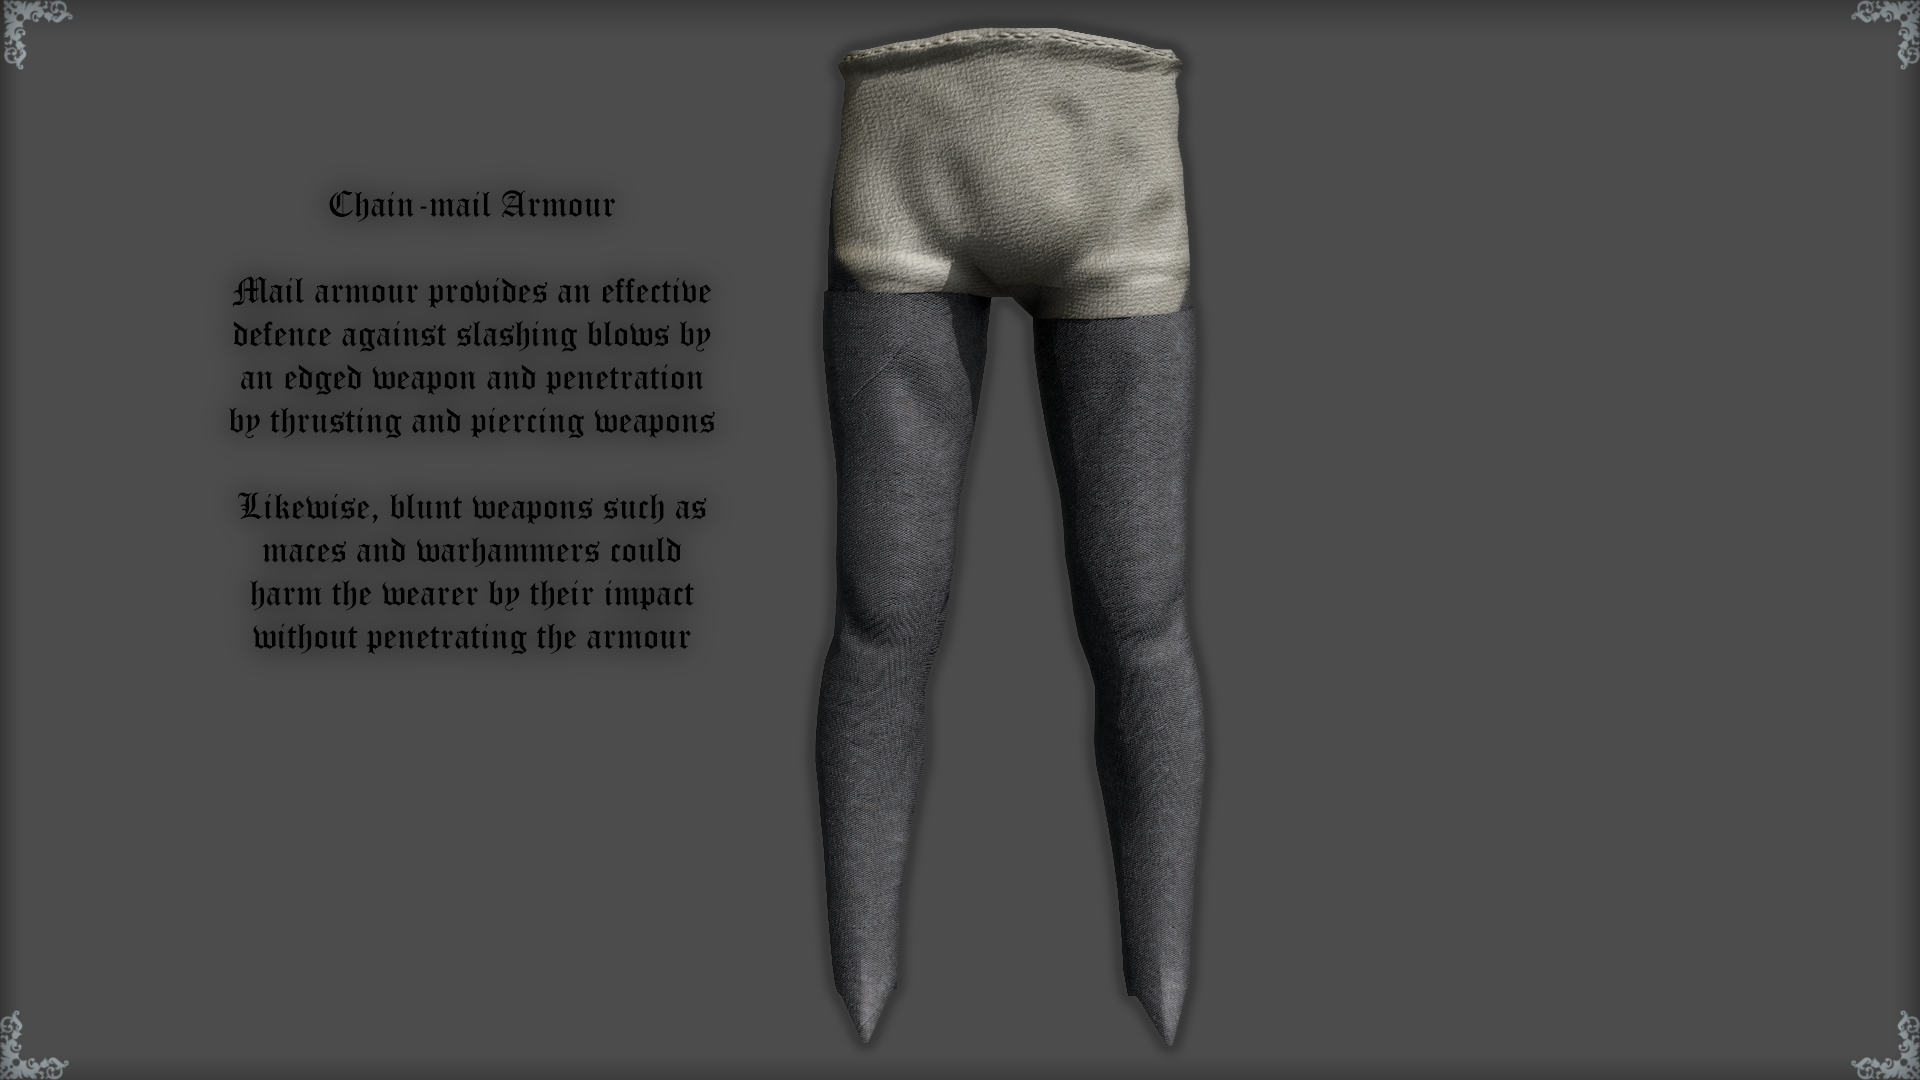 Chain-mail Armour
Mail armour provides an effective
defence against slashing blows by
an edged weapon and penetration
by thrusting and piercing weapons
Likewise, blunt weapons such as
maces and warhammers could
harm the wearer by their impact
without penetrating the armour